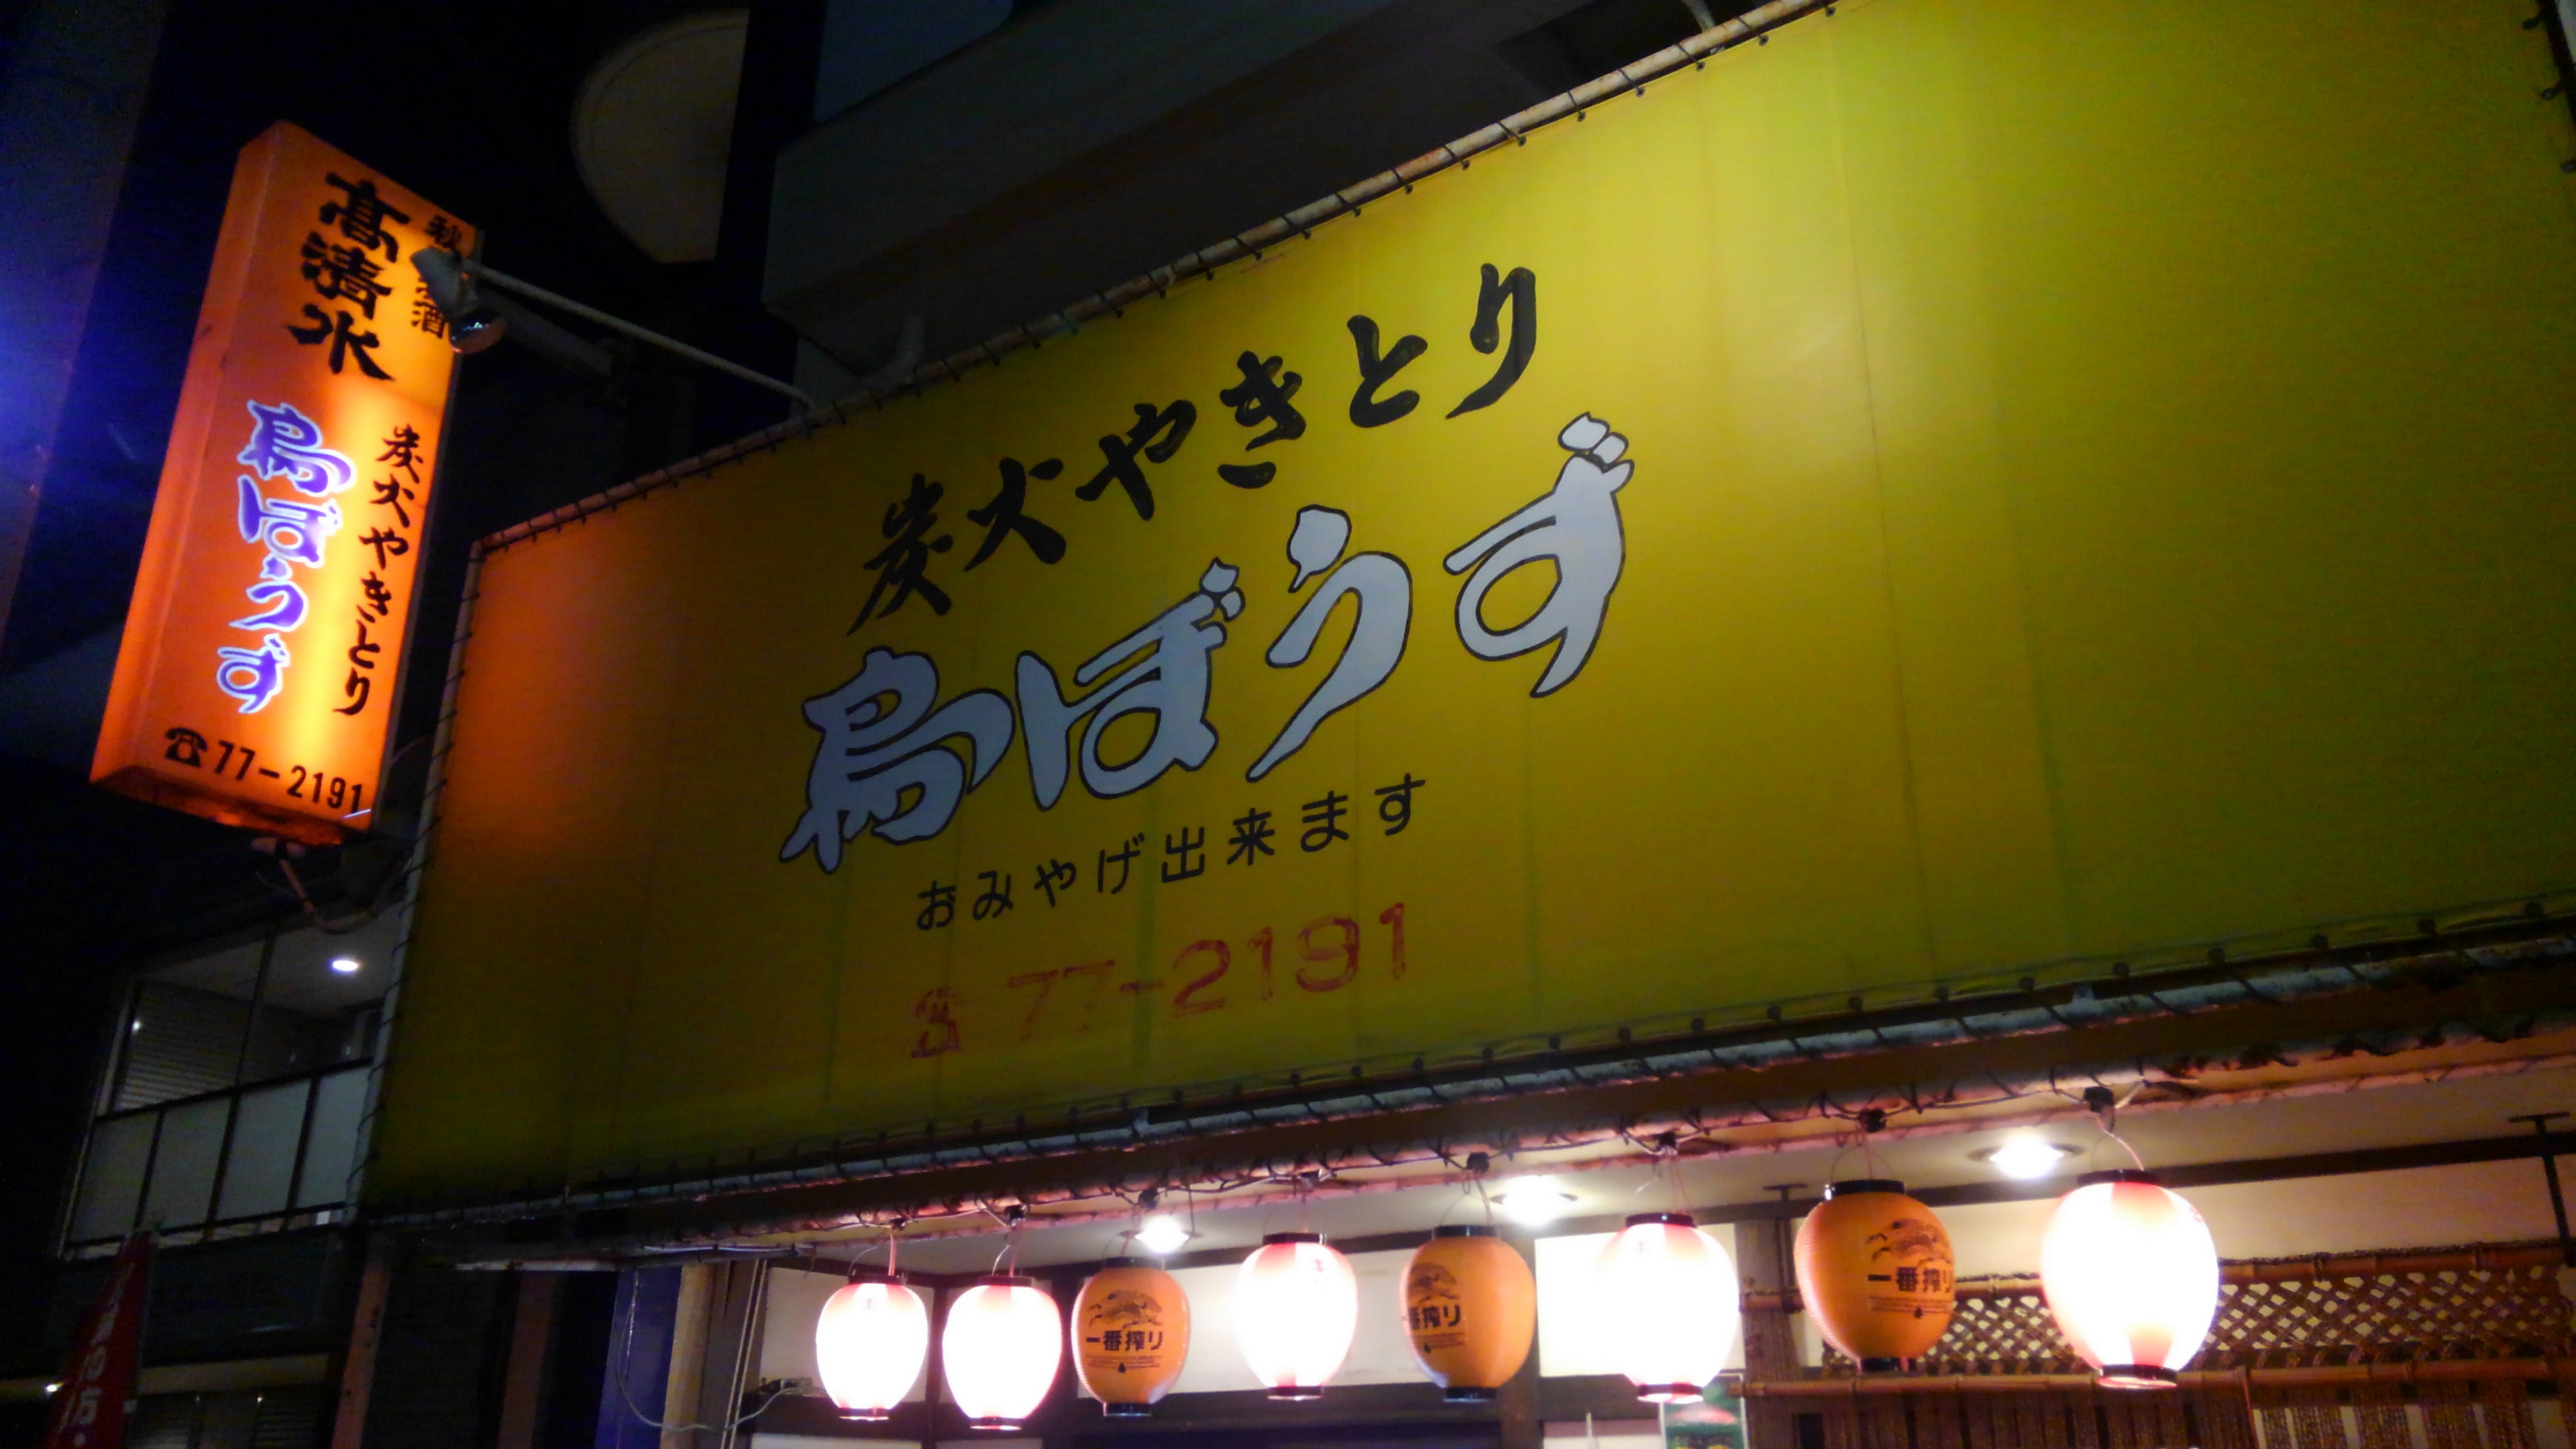 高清水
炭火やきとり
鳥ぼうず
☎77-2191
炭火やきとり
鳥ぼうず
おみやげ出来ます
☎ 77-2191
一番搾り
一番搾り
一番搾り